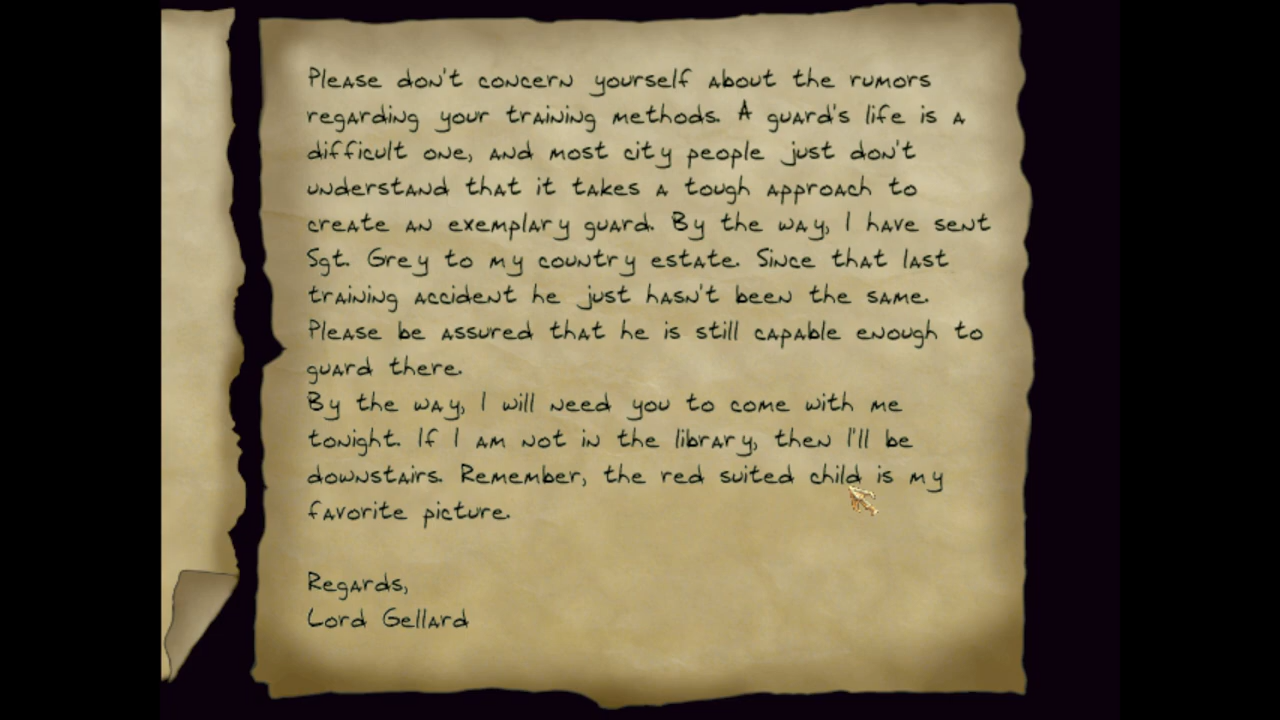 Please don't concern yourself about the rumors
regarding your training methods. A guard's life is a
difficult one, and most city people just don't
understand that it takes a tough approach to
create an exemplary guard. By the way, I have sent
Sgt. Grey to my country estate. Since that last
training accident he just hasn't been the same.
Please be assured that he is still capable enough to
guard there.
By the way, I will need you to come with me
tonight. If I am not in the library, then I'll be
downstairs. Remember, the red suited child is my
favorite picture.
Regards,
Lord Gellard